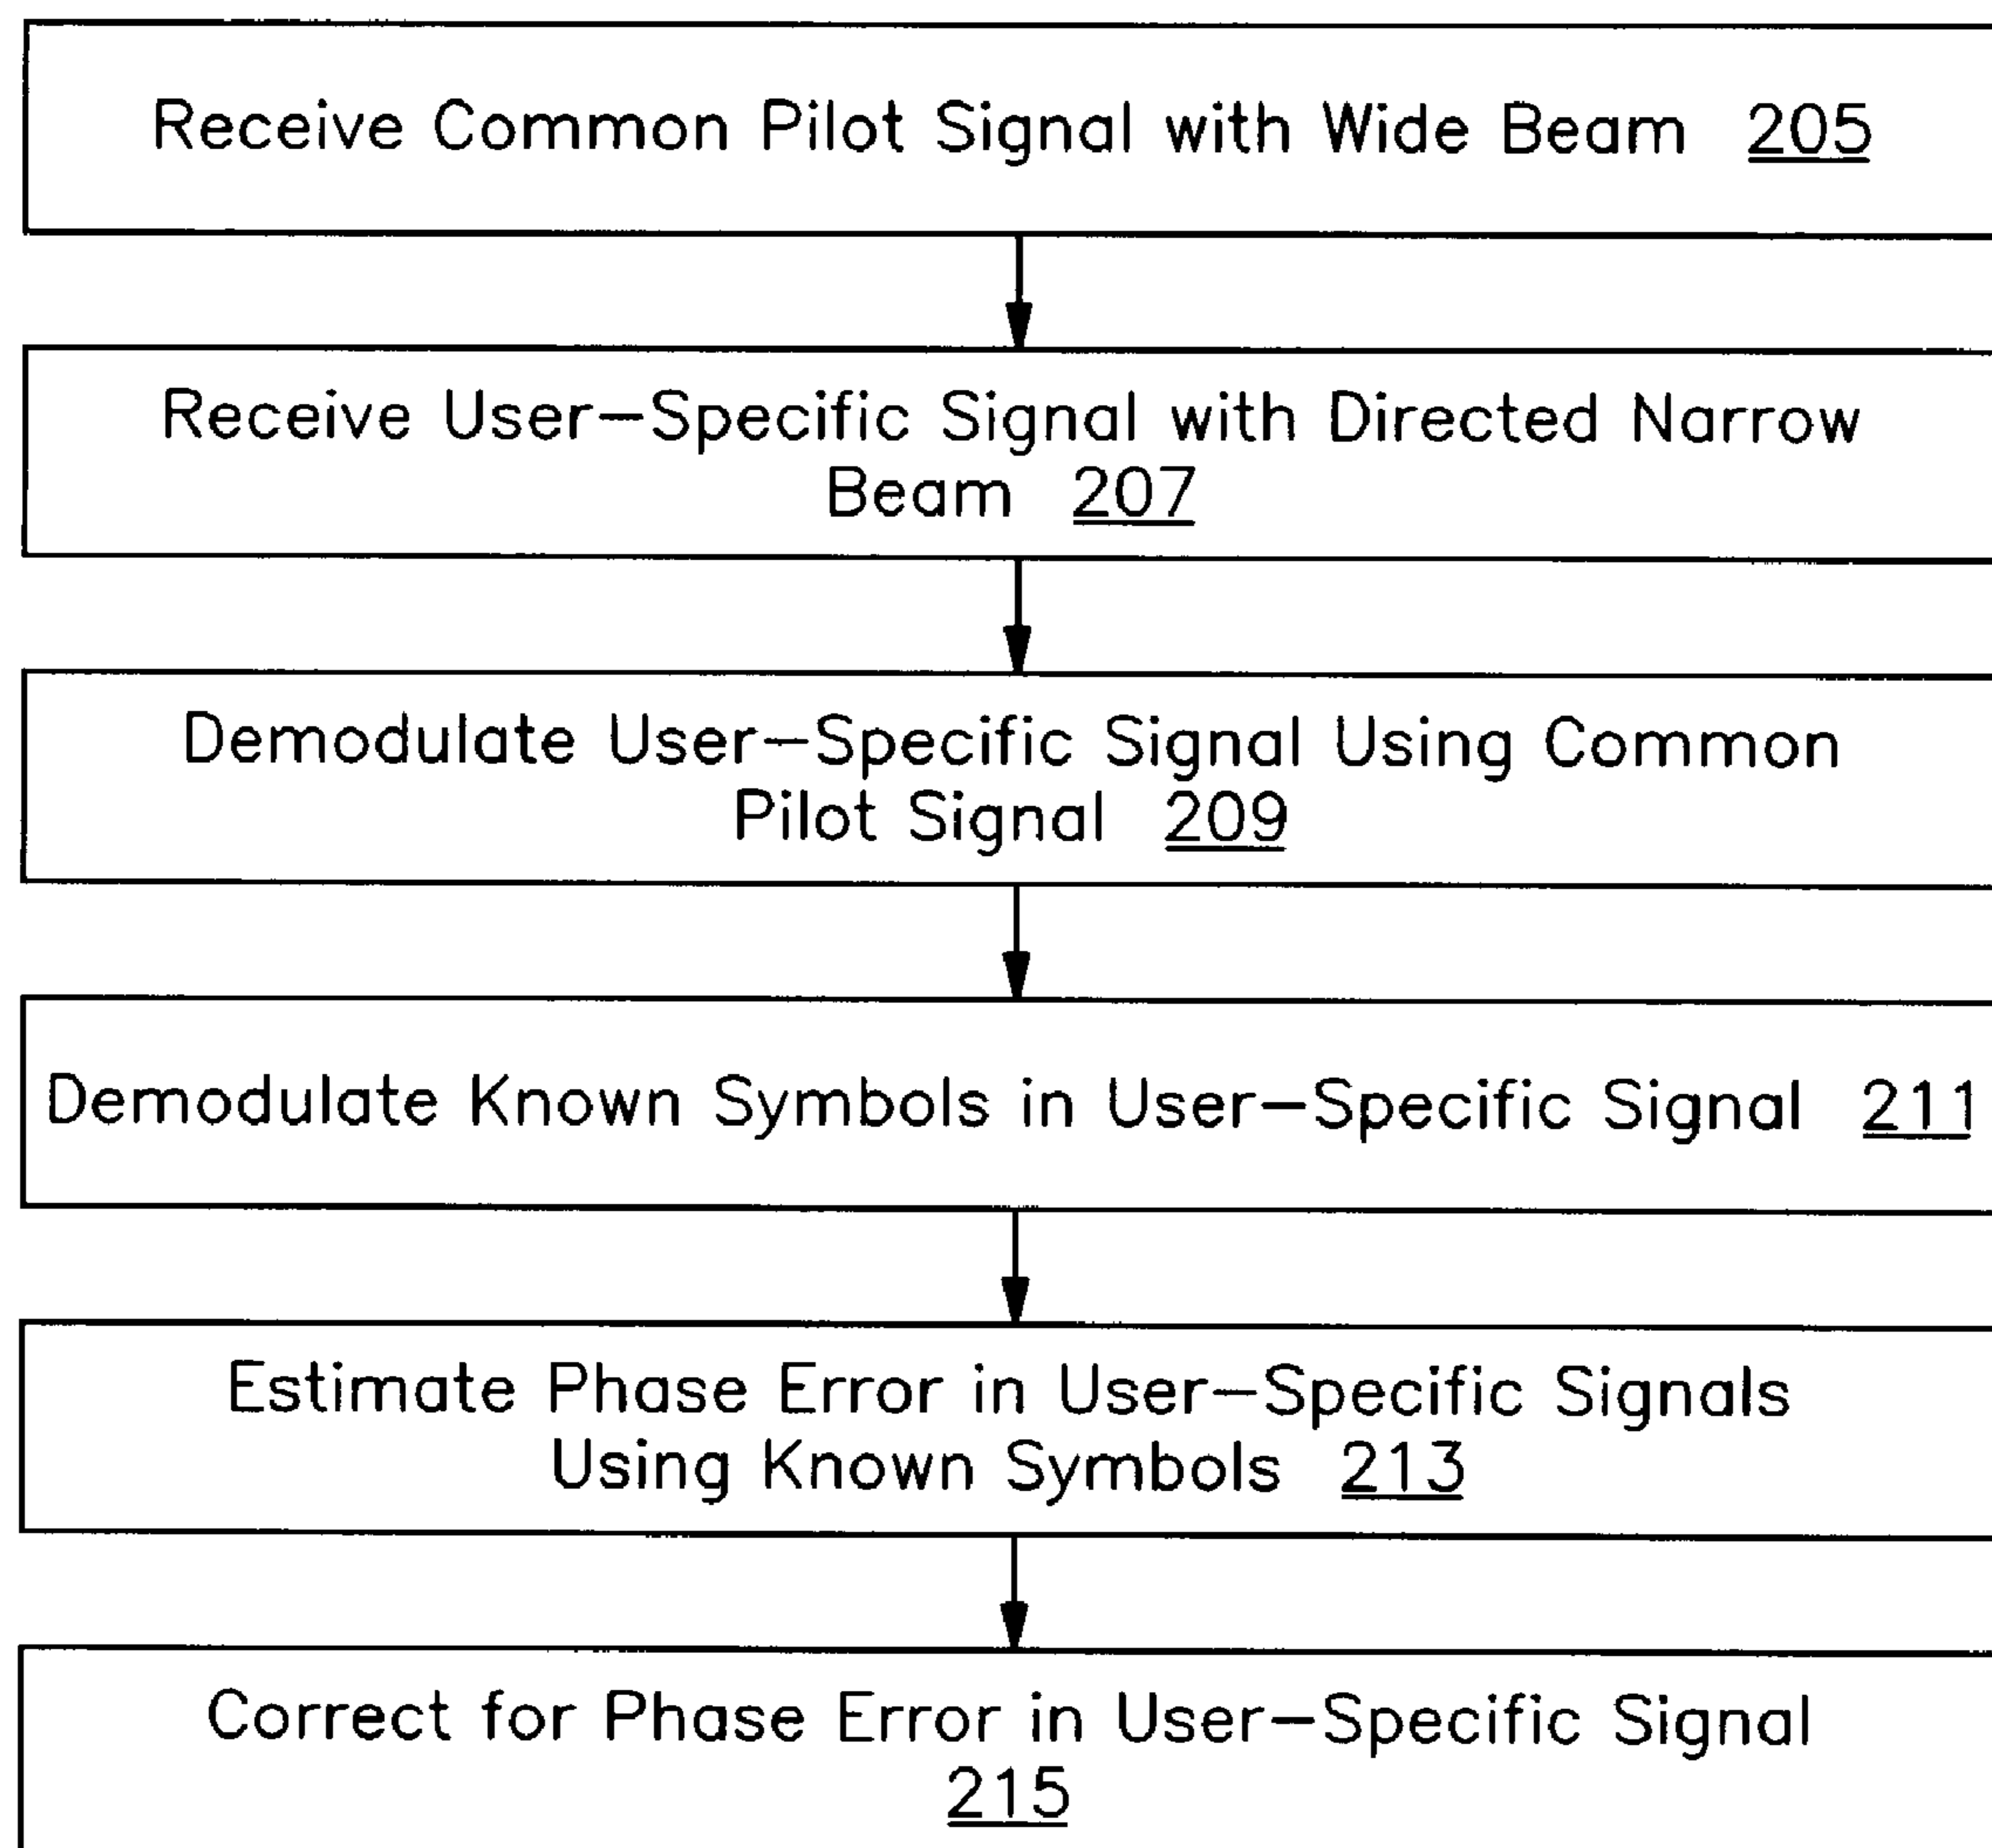 Receive Common Pilot Signal with Wide Beam 205
Receive User-Specific Signal with Directed Narrow
Beam 207
Demodulate User-Specific Signal Using Common
Pilot Signal 209
Demodulate Known Symbols in User-Specific Signal 211
Estimate Phase Error in User-Specific Signals
Using Known Symbols 213
Correct for Phase Error in User-Specific Signal
215